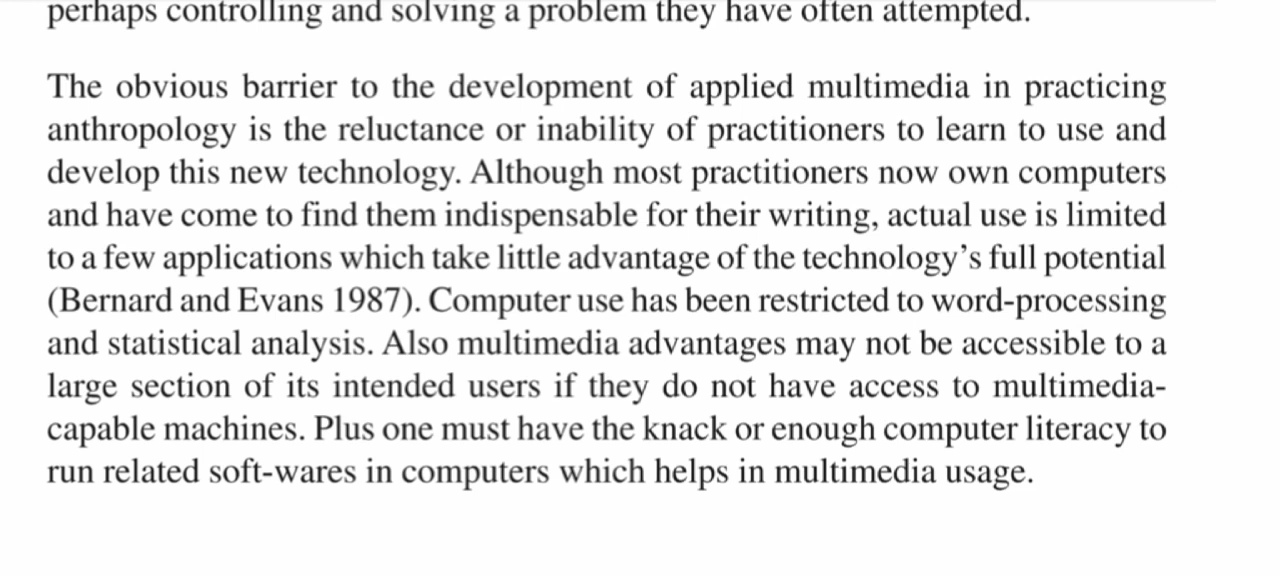 perhaps controlling and solving a problem they have often attempted.
The obvious barrier to the development of applied multimedia in practicing
anthropology is the reluctance or inability of practitioners to learn to use and
develop this new technology. Although most practitioners now own computers
and have come to find them indispensable for their writing, actual use is limited
to a few applications which take little advantage of the technology’s full potential
(Bernard and Evans 1987). Computer use has been restricted to word-processing
and statistical analysis. Also multimedia advantages may not be accessible to a
large section of its intended users if they do not have access to multimedia-
capable machines. Plus one must have the knack or enough computer literacy to
run related soft-wares in computers which helps in multimedia usage.